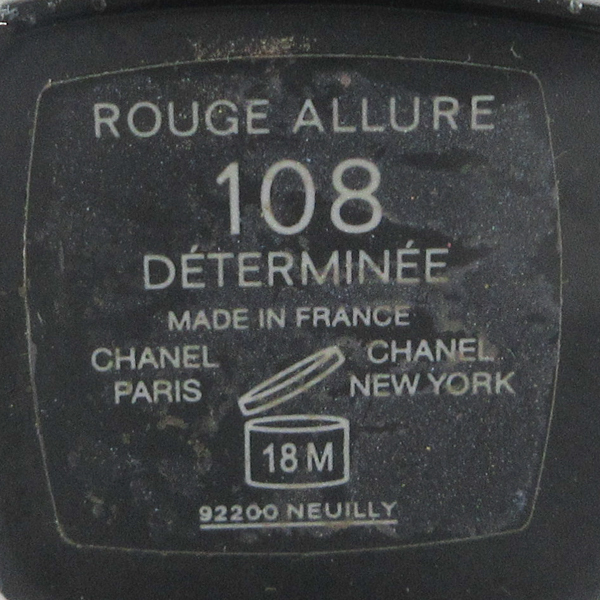 ROUGE ALLURE
108
DÉTERMINÉE
MADE IN FRANCE
CHANEL
PARIS
CHANEL
NEW YORK
18 M
92200 NEUILLY